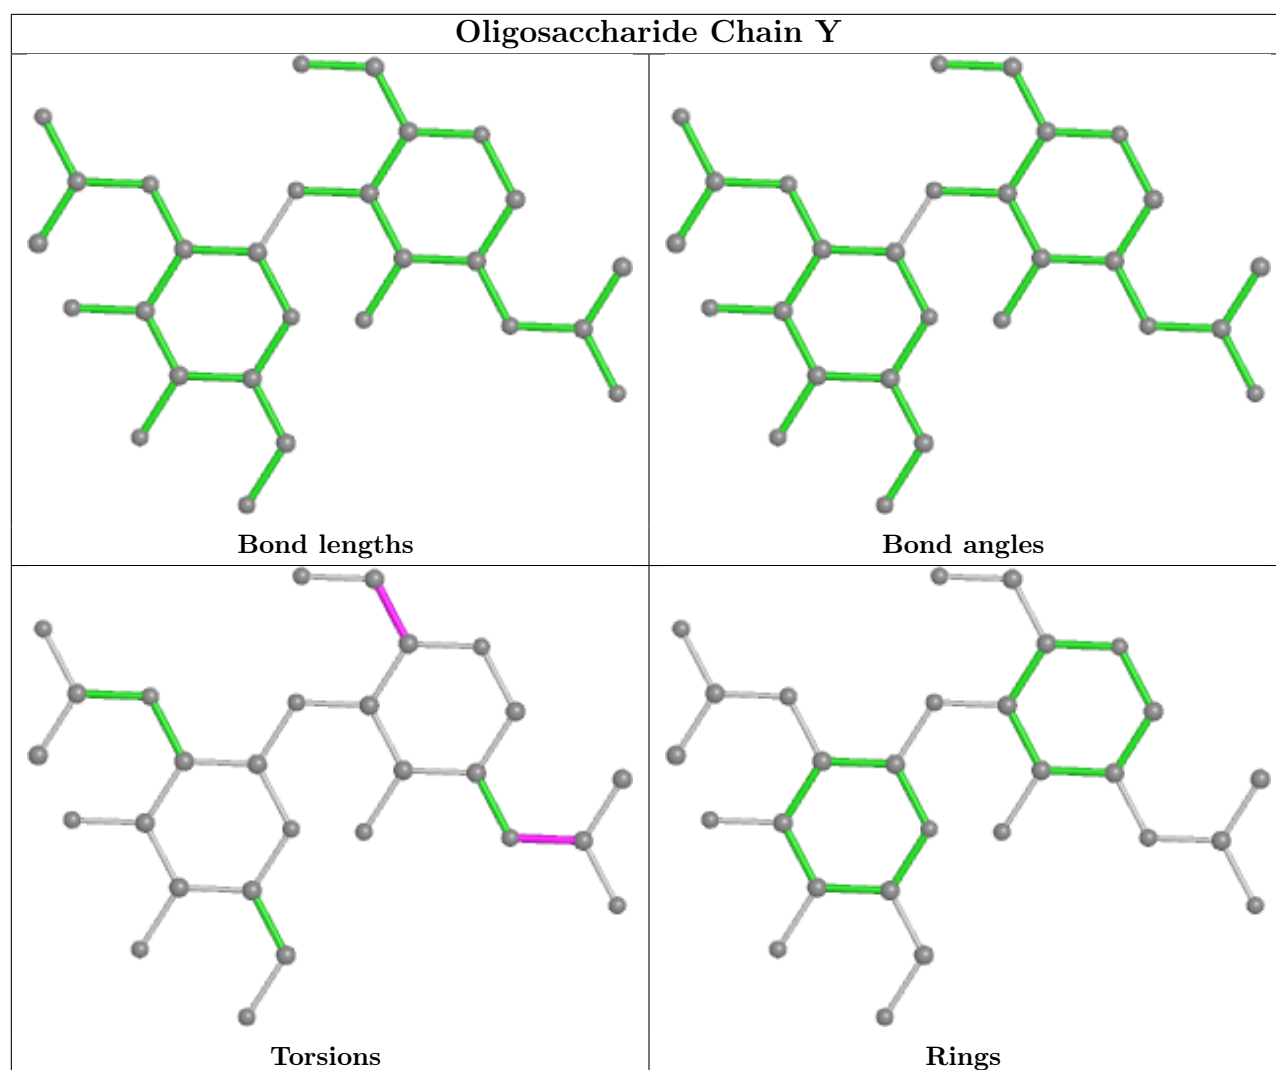 Oligosaccharide Chain Y
Bond lengths
Bond angles
Torsions
Rings